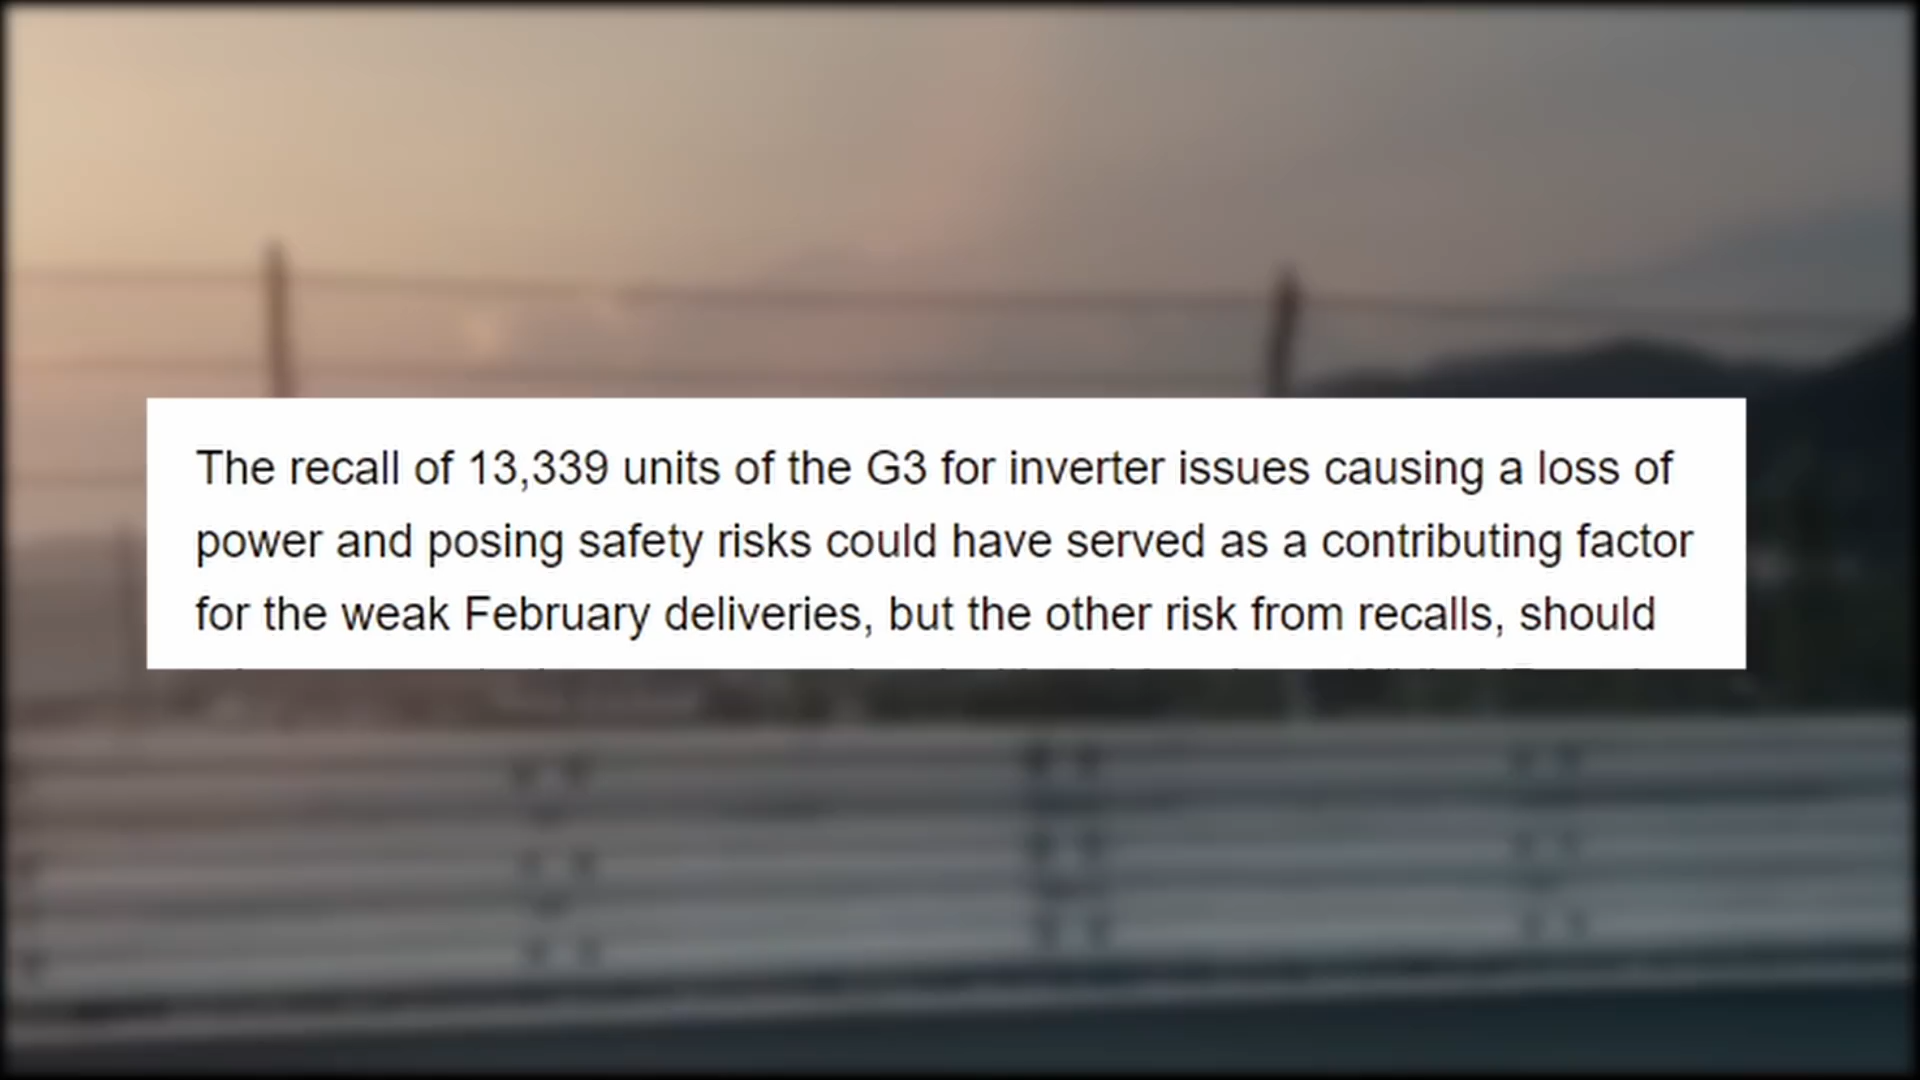 The recall of 13,339 units of the G3 for inverter issues causing a loss of
power and posing safety risks could have served as a contributing factor
for the weak February deliveries, but the other risk from recalls, should